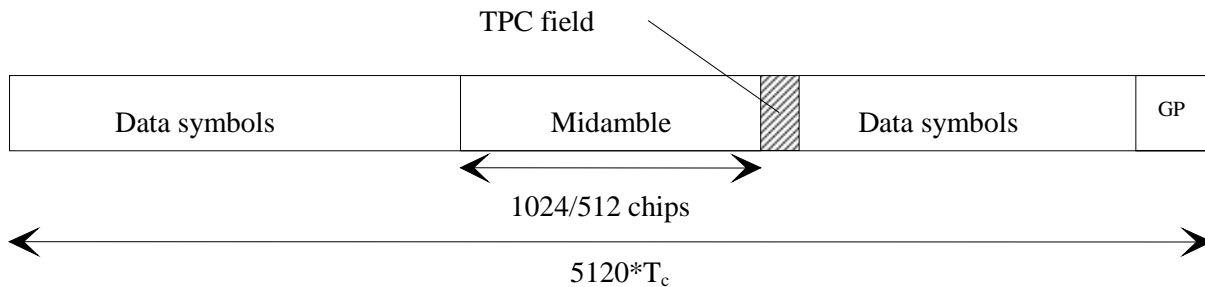 TPC field
Data symbols Midamble Data symbols GP
1024/512 chips
5120*Tc